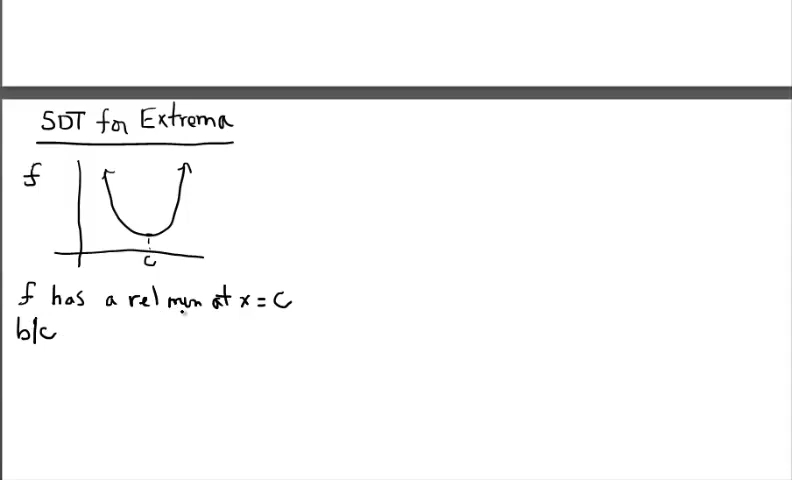 SDT for Extrema
f
c
f has a rel min at x = c
b/c